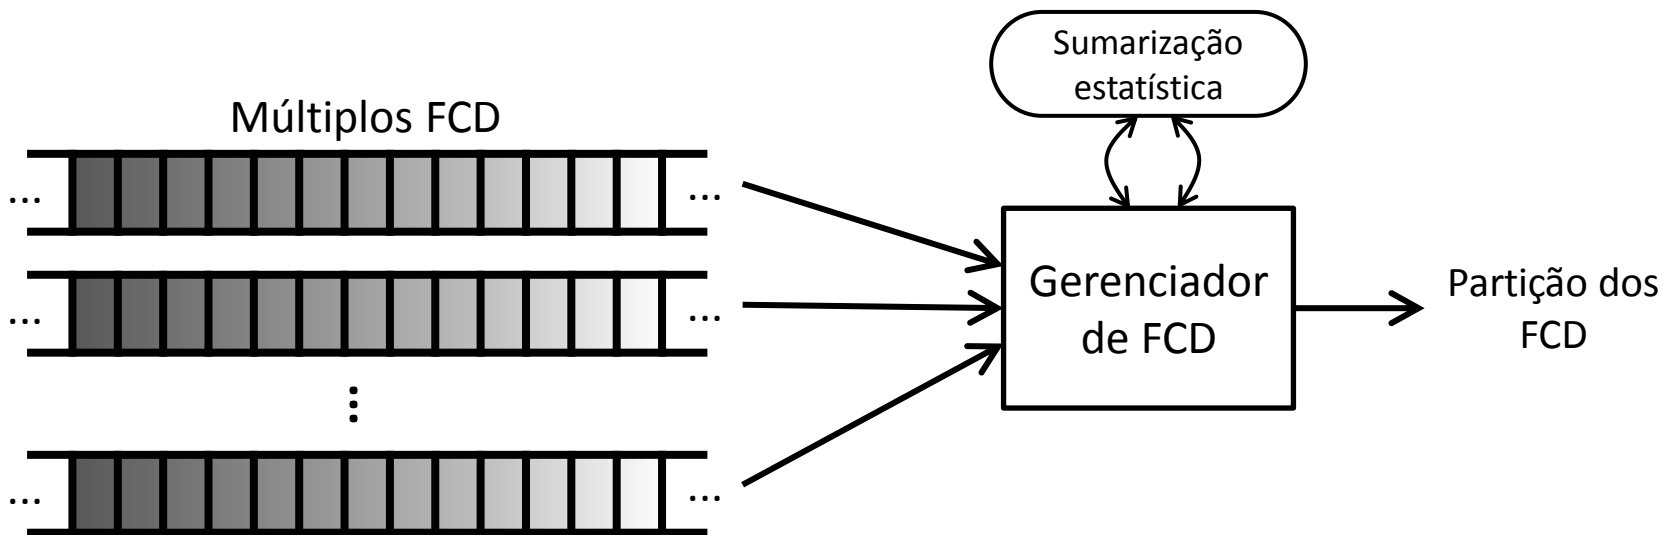 Sumarização
estatística
Múltiplos FCD
... ...
... ...
... ...
Gerenciador
de FCD
Partição dos
FCD